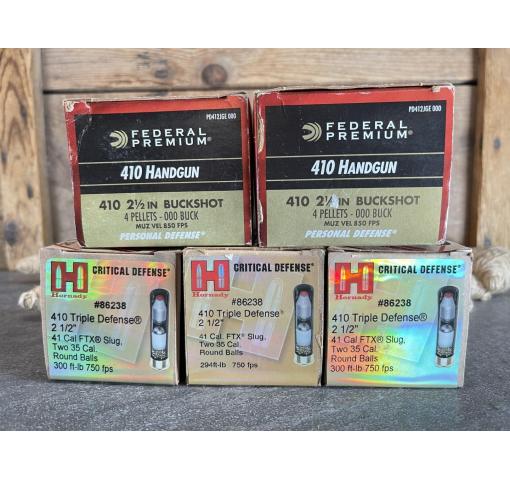 PD412JGE 000
FEDERAL
PREMIUM®
410 HANDGUN
410 2½ IN BUCKSHOT
4 PELLETS - 000 BUCK
MUZ VEL 850 FPS
PERSONAL DEFENSE®
PD412JGE 000
FEDERAL
PREMIUM®
410 HANDGUN
410 2½ IN BUCKSHOT
4 PELLETS - 000 BUCK
MUZ VEL 850 FPS
PERSONAL DEFENSE®
H
Hornady
CRITICAL DEFENSE®
#86238
410 Triple Defense®
2 1/2"
41 Cal. FTX® Slug,
Two 35 Cal.
Round Balls
300 ft-lb 750 fps
H
Hornady
CRITICAL DEFENSE®
#86238
410 Triple Defense®
2 1/2"
41 Cal. FTX® Slug,
Two 35 Cal.
Round Balls
294ft-lb 750 fps
H
Hornady
CRITICAL DEFENSE®
#86238
410 Triple Defense®
2 1/2"
41 Cal FTX® Slug,
Two 35 Cal.
Round Balls
300 ft-lb 750 fps